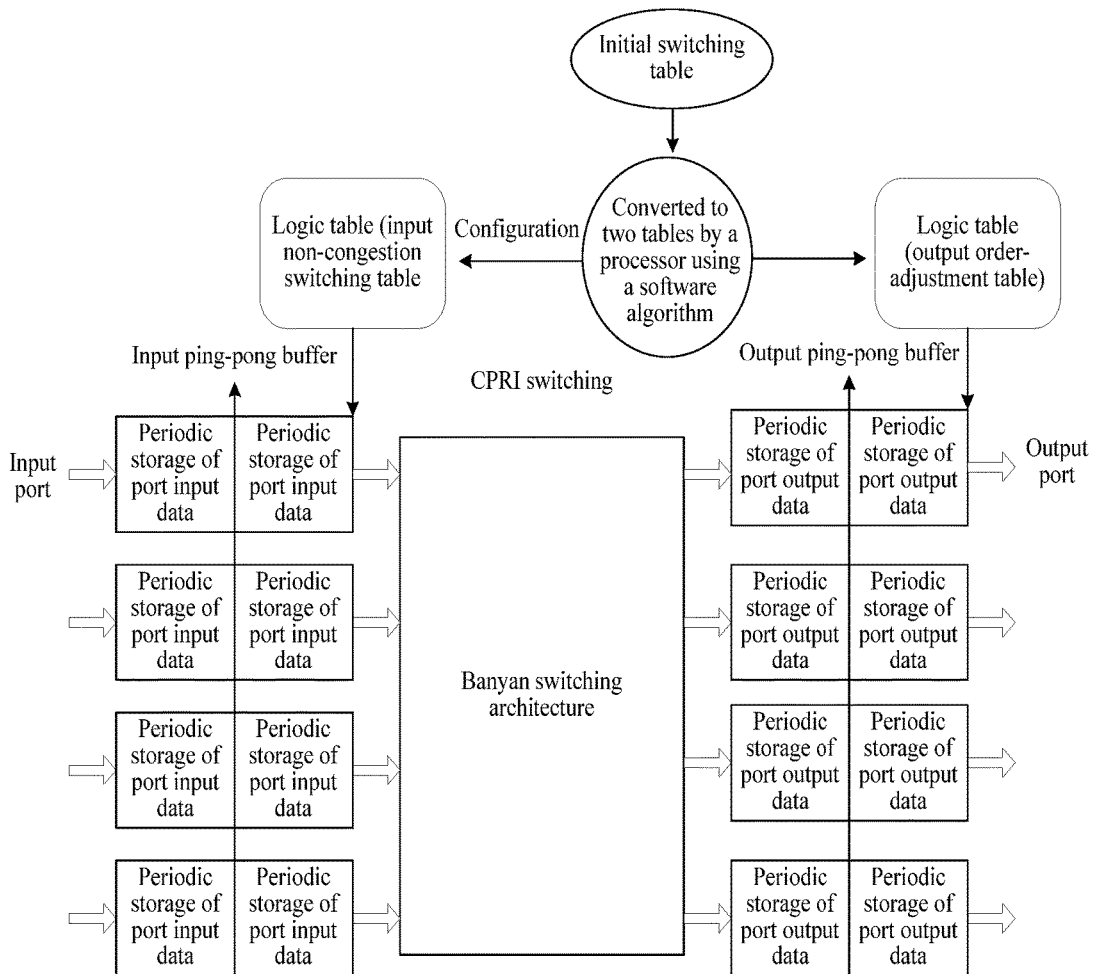 Initial switching
table
Logic table (input
non-congestion
switching table
Configuration
Converted to
two tables by a
processor using
a software
algorithm
Logic table
(output order-
adjustment table)
Input ping-pong buffer
Output ping-pong buffer
CPRI switching
Input
port
Periodic
storage of
port input
data
Periodic
storage of
port input
data
Periodic
storage of
port output
data
Periodic
storage of
port output
data
Output
port
Periodic
storage of
port input
data
Periodic
storage of
port input
data
Banyan switching
architecture
Periodic
storage of
port output
data
Periodic
storage of
port output
data
Periodic
storage of
port input
data
Periodic
storage of
port input
data
Periodic
storage of
port output
data
Periodic
storage of
port output
data
Periodic
storage of
port input
data
Periodic
storage of
port input
data
Periodic
storage of
port output
data
Periodic
storage of
port output
data